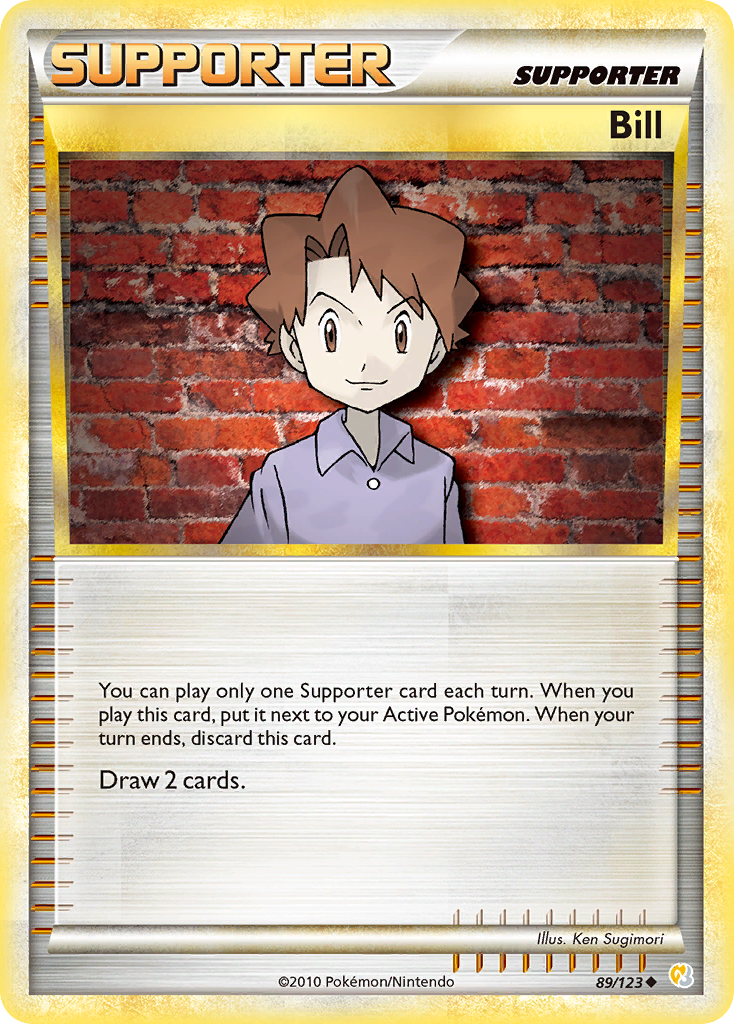 SUPPORTER
SUPPORTER
Bill
You can play only one Supporter card each turn. When you
play this card, put it next to your Active Pokémon. When your
turn ends, discard this card.
Draw 2 cards.
Illus. Ken Sugimori
©2010 Pokémon/Nintendo
89/123